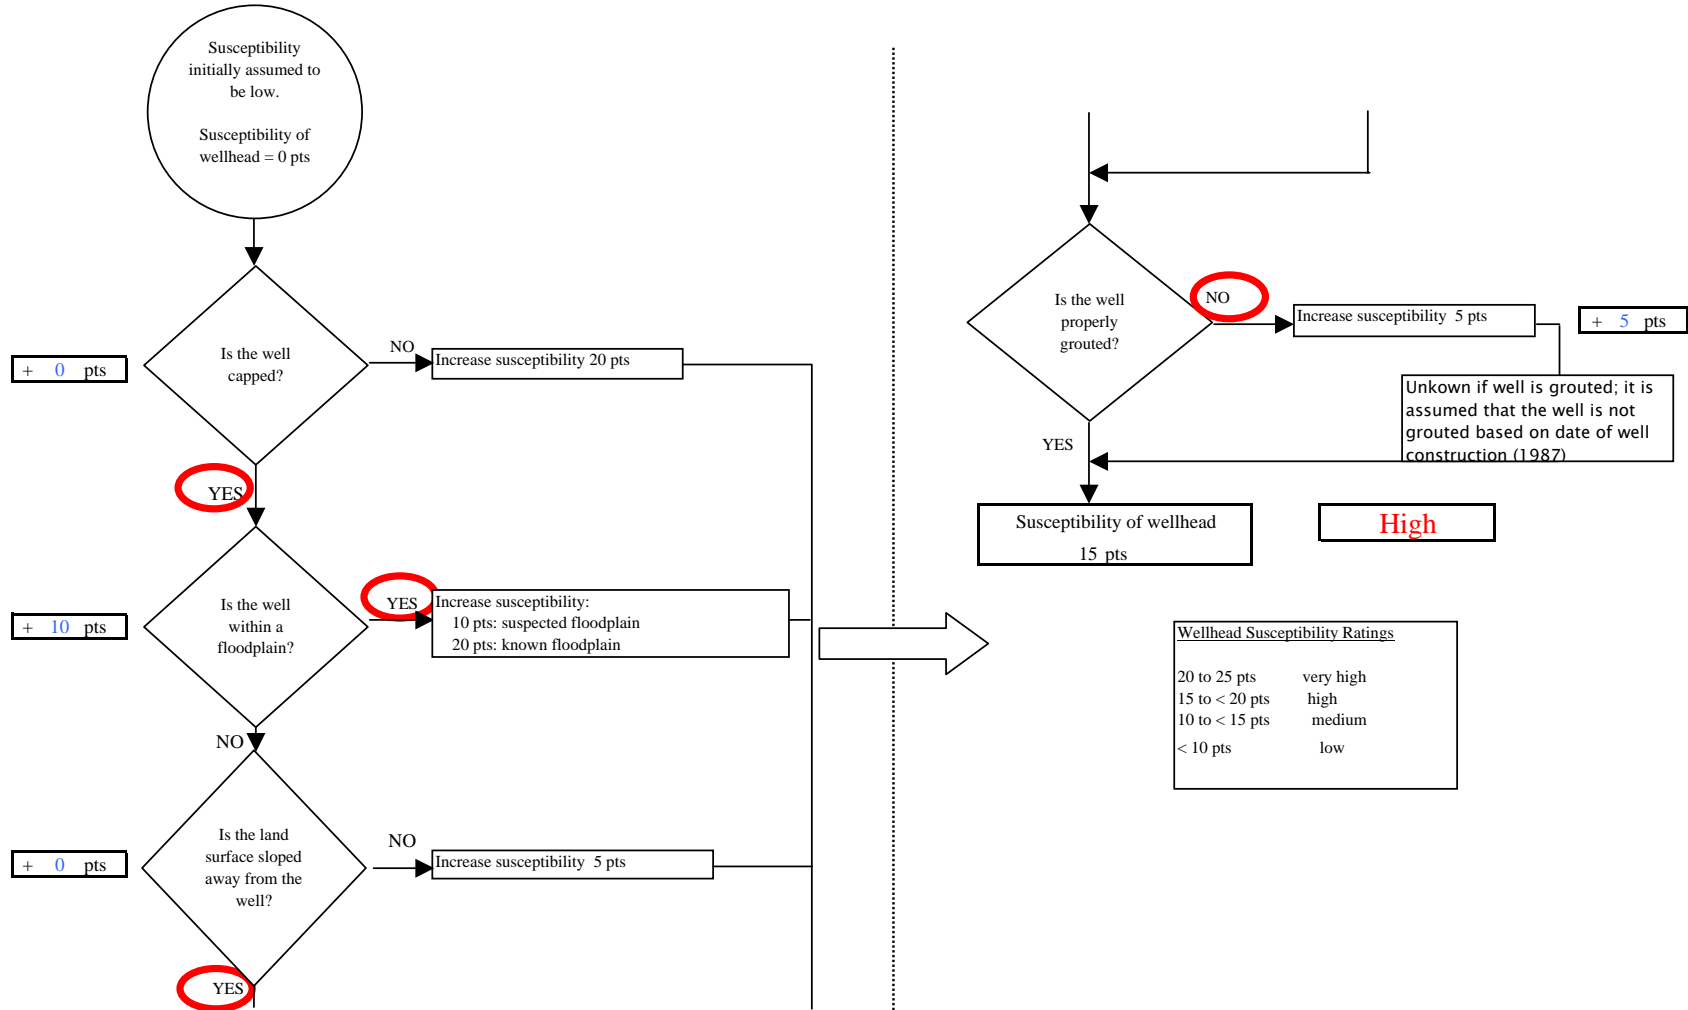 Susceptibility
initially assumed to
be low.
Susceptibility of
wellhead = 0 pts
Is the well
capped?
NO
Increase susceptibility 20 pts
+ 0 pts
YES
Is the well
within a
floodplain?
YES
Increase susceptibility:
10 pts: suspected floodplain
20 pts: known floodplain
+ 10 pts
NO
Is the land
surface sloped
away from the
well?
NO
Increase susceptibility 5 pts
+ 0 pts
YES
Is the well
properly
grouted?
NO
Increase susceptibility 5 pts
+ 5 pts
Unkown if well is grouted; it is
assumed that the well is not
grouted based on date of well
construction (1987)
YES
Susceptibility of wellhead
15 pts
High
Wellhead Susceptibility Ratings
20 to 25 pts very high
15 to < 20 pts high
10 to < 15 pts medium
< 10 pts low